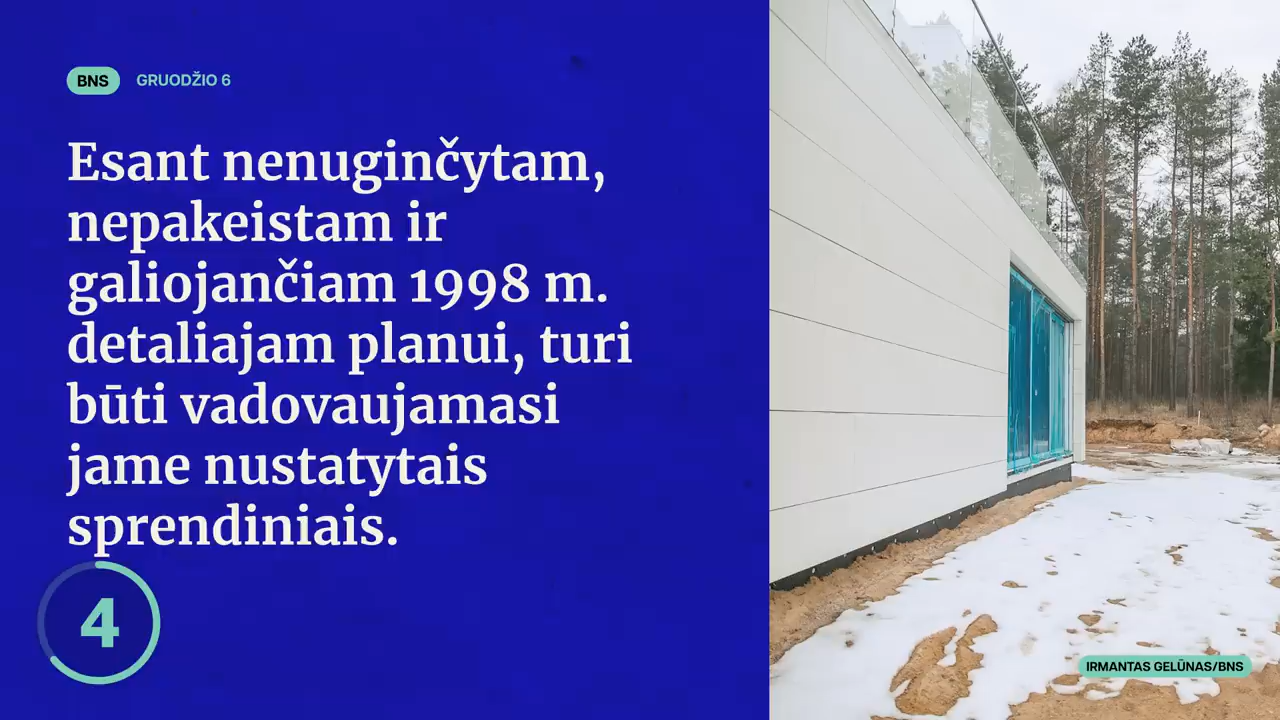 BNS GRUODŽIO 6
Esant nenuginčytam,
nepakeistam ir
galiojančiam 1998 m.
detaliajam planui, turi
būti vadovaujamasi
jame nustatytais
sprendiniais.
4
IRMANTAS GELŪNAS/BNS